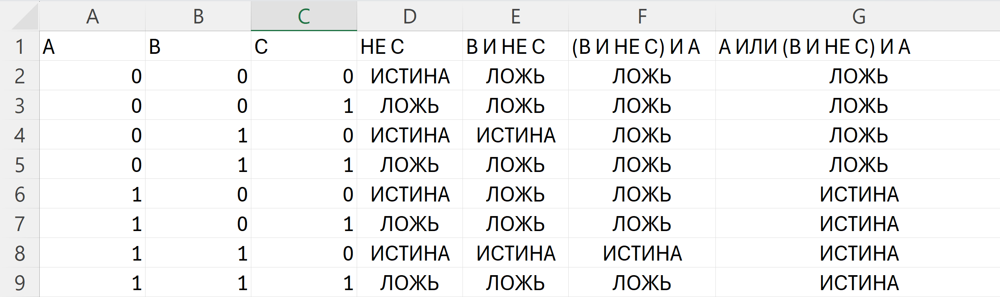 A B C D E F G
1 A B C НЕ C B И НЕ C (B И НЕ C) И A A ИЛИ (B И НЕ C) И A
2 0 0 0 ИСТИНА ЛОЖЬ ЛОЖЬ ЛОЖЬ
3 0 0 1 ЛОЖЬ ЛОЖЬ ЛОЖЬ ЛОЖЬ
4 0 1 0 ИСТИНА ИСТИНА ЛОЖЬ ЛОЖЬ
5 0 1 1 ЛОЖЬ ЛОЖЬ ЛОЖЬ ЛОЖЬ
6 1 0 0 ИСТИНА ЛОЖЬ ЛОЖЬ ИСТИНА
7 1 0 1 ЛОЖЬ ЛОЖЬ ЛОЖЬ ИСТИНА
8 1 1 0 ИСТИНА ИСТИНА ИСТИНА ИСТИНА
9 1 1 1 ЛОЖЬ ЛОЖЬ ЛОЖЬ ИСТИНА